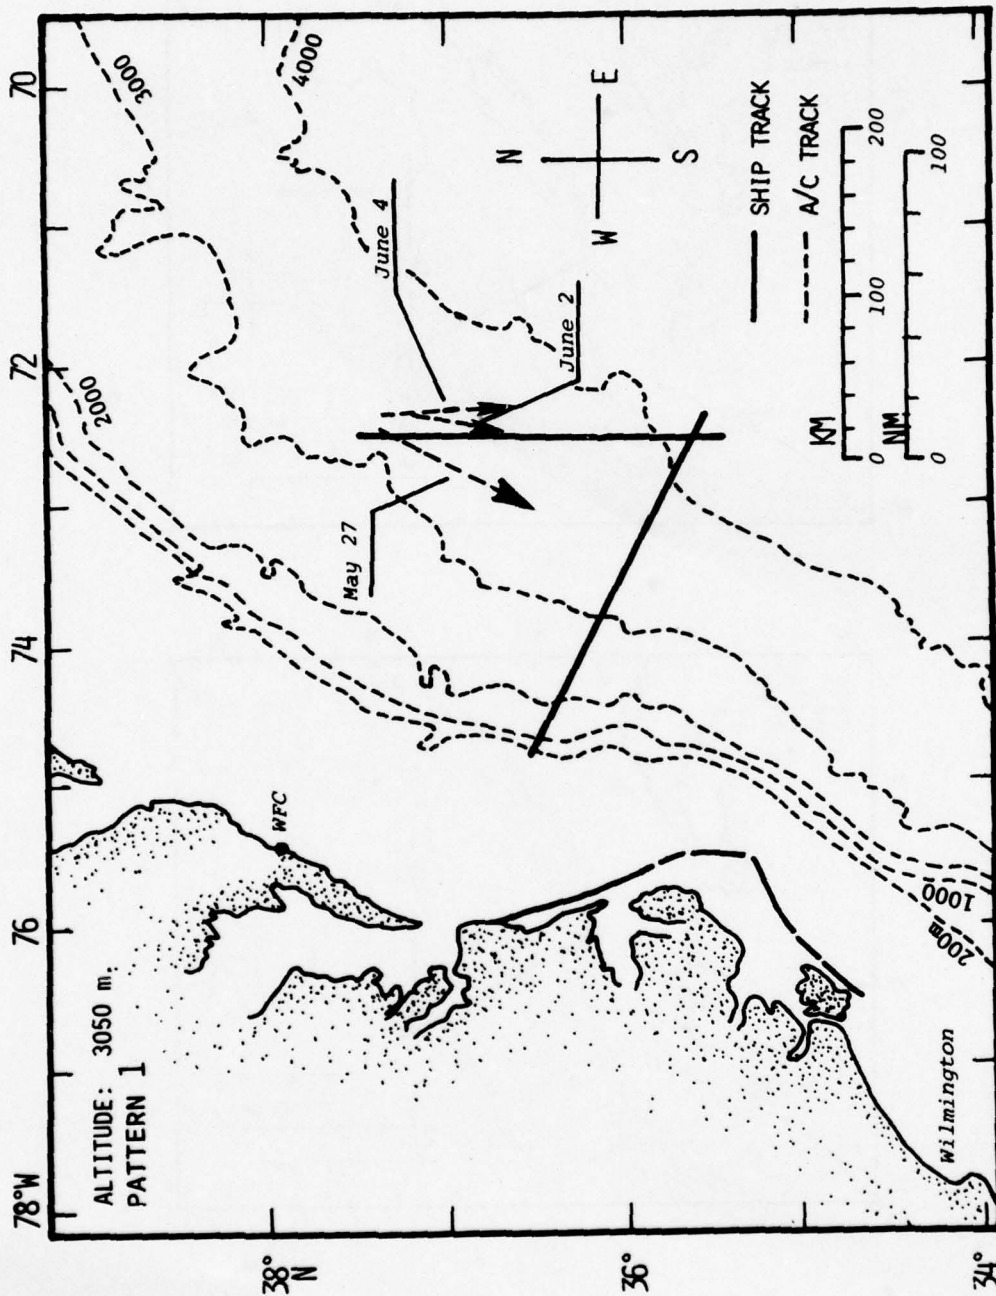 ALTITUDE: 3050 m.
PATTERN 1
78°W
76
74
72
70
38°
N
36°
34°
WFC
Wilmington
200m
1000
2000
3000
4000
May 27
June 4
June 2
N
W
E
S
SHIP TRACK
A/C TRACK
KM
0
100
200
NM
0
100